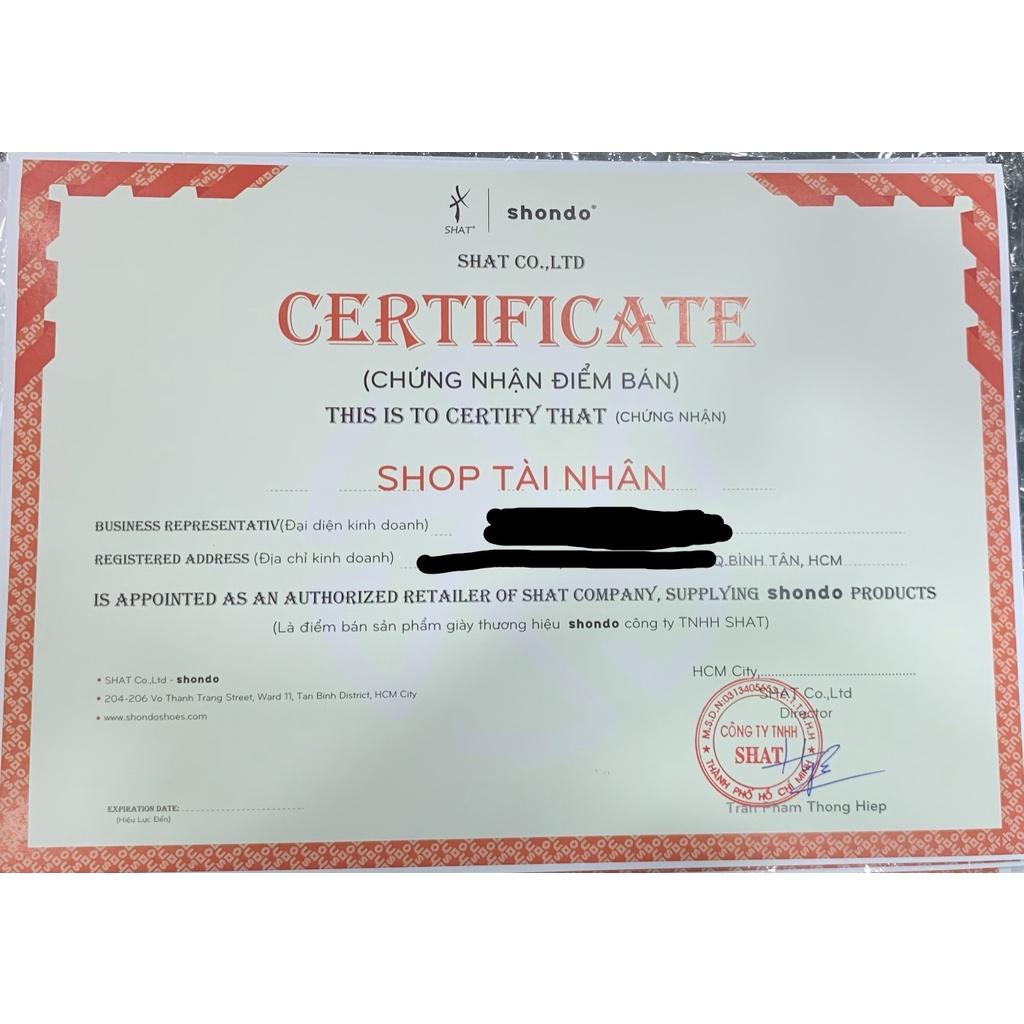 SHAT® shondo®
SHAT CO.,LTD
CERTIFICATE
(CHỨNG NHẬN ĐIỂM BÁN)
THIS IS TO CERTIFY THAT (CHỨNG NHẬN)
SHOP TÀI NHÂN
BUSINESS REPRESENTATIV(Đại diện kinh doanh)
REGISTERED ADDRESS (Địa chỉ kinh doanh) Q.BÌNH TÂN, HCM
IS APPOINTED AS AN AUTHORIZED RETAILER OF SHAT COMPANY, SUPPLYING shondo PRODUCTS
(Là điểm bán sản phẩm giày thương hiệu shondo công ty TNHH SHAT)
• SHAT Co.,Ltd - shondo
• 204-206 Vo Thanh Trang Street, Ward 11, Tan Binh District, HCM City
• www.shondoshoes.com
HCM City,
SHAT Co.,Ltd
Director
CÔNG TY TNHH
SHAT
THÀNH PHỐ HỒ CHÍ MINH
Tran Pham Thong Hiep
EXPIRATION DATE:
(Hiệu Lực Đến)